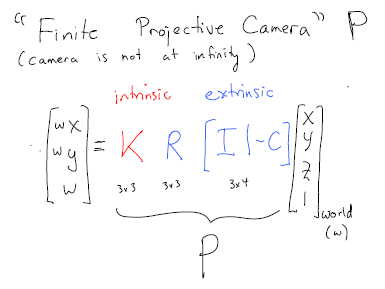 "Finite Projective Camera" P
(camera is not at infinity)
intrinsic extrinsic
[wx wy w] = K R [I|-C] [X Y Z 1] world (w)
3x3 3x3 3x4
P